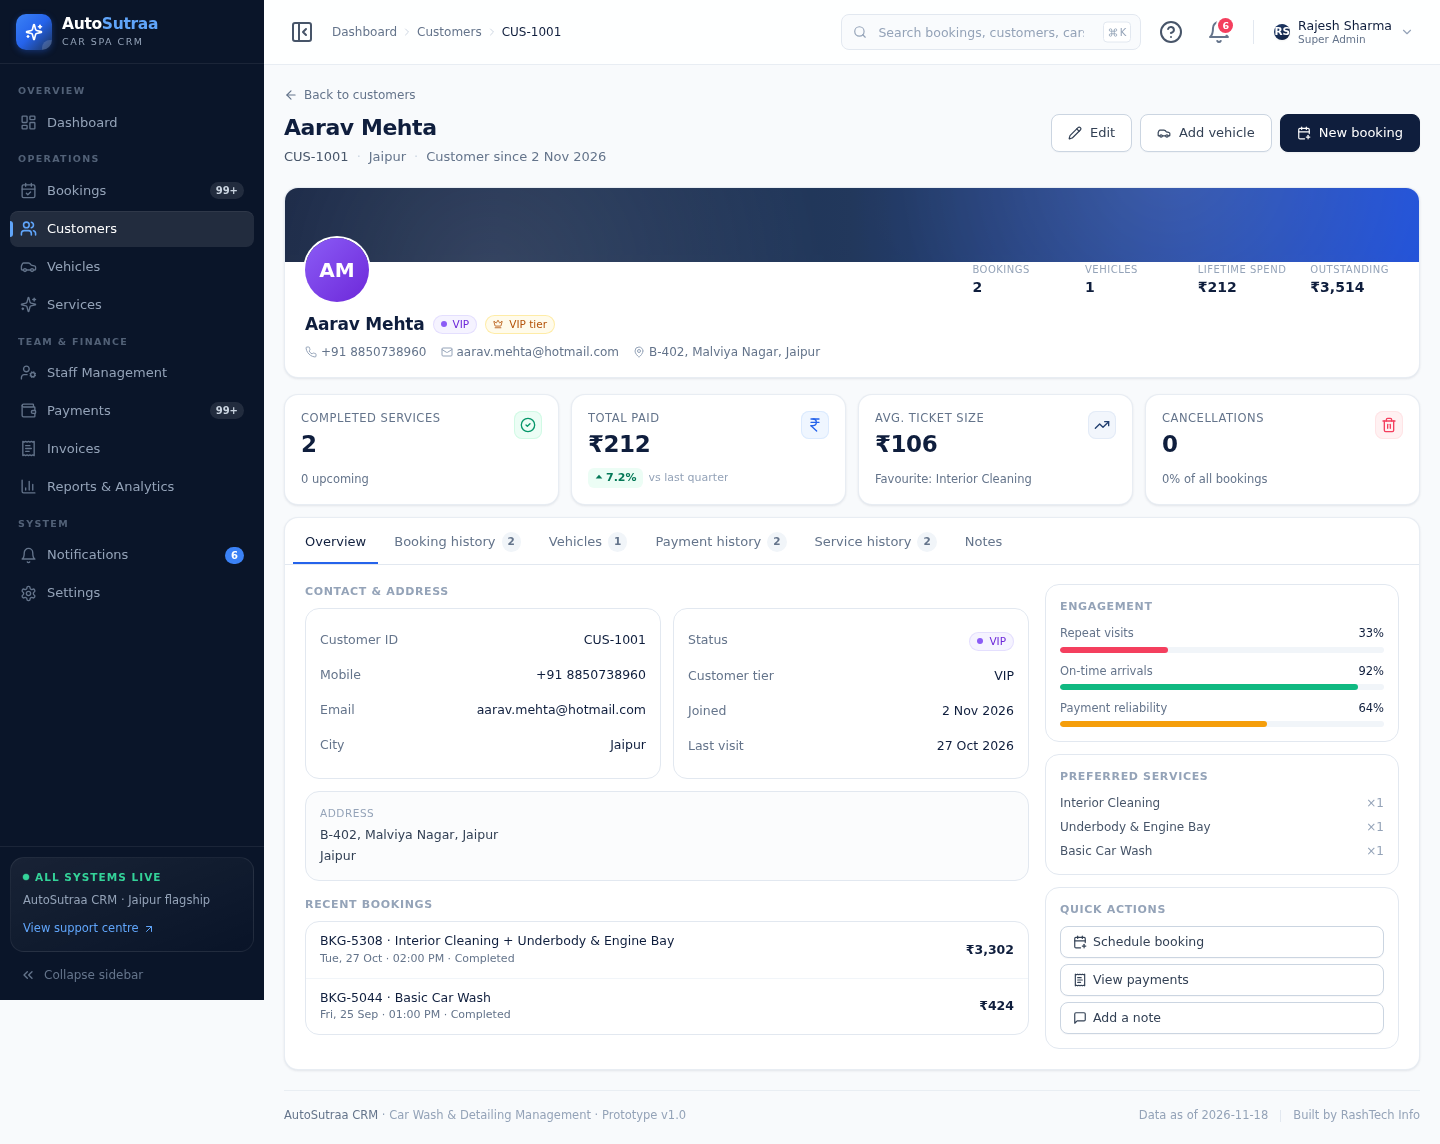 AutoSutraa
CAR SPA CRM
OVERVIEW
Dashboard
OPERATIONS
Bookings 99+
Customers
Vehicles
Services
TEAM & FINANCE
Staff Management
Payments 99+
Invoices
Reports & Analytics
SYSTEM
Notifications 6
Settings
ALL SYSTEMS LIVE
AutoSutraa CRM · Jaipur flagship
View support centre
Collapse sidebar
Dashboard Customers CUS-1001
Search bookings, customers, cars
⌘K
6
RS
Rajesh Sharma
Super Admin
Back to customers
Aarav Mehta
CUS-1001 · Jaipur · Customer since 2 Nov 2026
Edit
Add vehicle
New booking
AM
BOOKINGS
2
VEHICLES
1
LIFETIME SPEND
₹212
OUTSTANDING
₹3,514
Aarav Mehta VIP VIP tier
+91 8850738960 aarav.mehta@hotmail.com B-402, Malviya Nagar, Jaipur
COMPLETED SERVICES
2
0 upcoming
TOTAL PAID
₹212
7.2% vs last quarter
AVG. TICKET SIZE
₹106
Favourite: Interior Cleaning
CANCELLATIONS
0
0% of all bookings
Overview Booking history 2 Vehicles 1 Payment history 2 Service history 2 Notes
CONTACT & ADDRESS
Customer ID CUS-1001
Mobile +91 8850738960
Email aarav.mehta@hotmail.com
City Jaipur
Status VIP
Customer tier VIP
Joined 2 Nov 2026
Last visit 27 Oct 2026
ADDRESS
B-402, Malviya Nagar, Jaipur
Jaipur
RECENT BOOKINGS
BKG-5308 · Interior Cleaning + Underbody & Engine Bay
Tue, 27 Oct · 02:00 PM · Completed
₹3,302
BKG-5044 · Basic Car Wash
Fri, 25 Sep · 01:00 PM · Completed
₹424
ENGAGEMENT
Repeat visits 33%
On-time arrivals 92%
Payment reliability 64%
PREFERRED SERVICES
Interior Cleaning ×1
Underbody & Engine Bay ×1
Basic Car Wash ×1
QUICK ACTIONS
Schedule booking
View payments
Add a note
AutoSutraa CRM · Car Wash & Detailing Management · Prototype v1.0
Data as of 2026-11-18 Built by RashTech Info